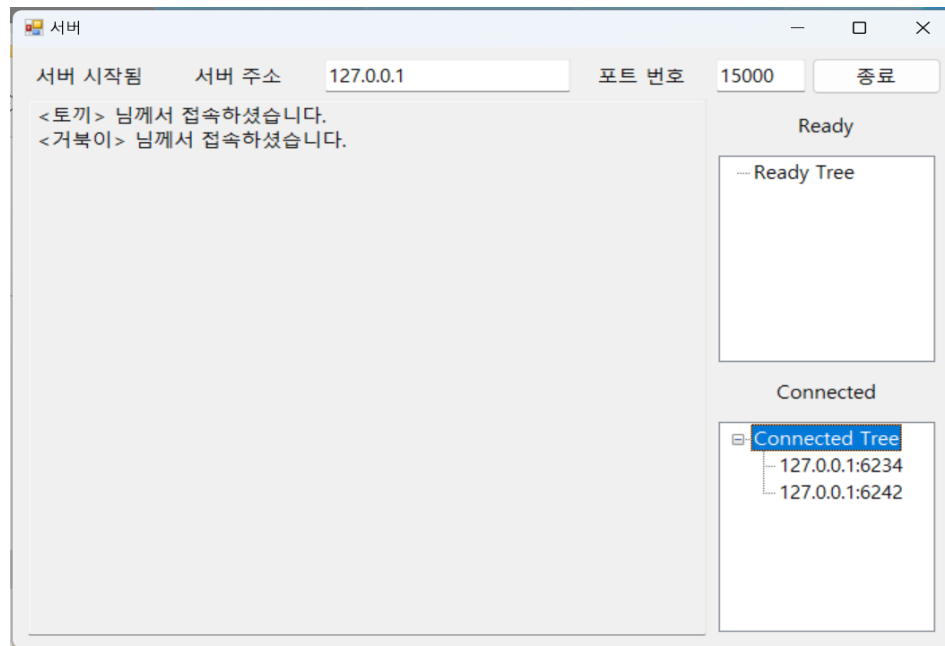 서버
서버 시작됨 서버 주소 127.0.0.1 포트 번호 15000 종료
<토끼> 님께서 접속하셨습니다.
<거북이> 님께서 접속하셨습니다.
Ready
Ready Tree
Connected
Connected Tree
127.0.0.1:6234
127.0.0.1:6242